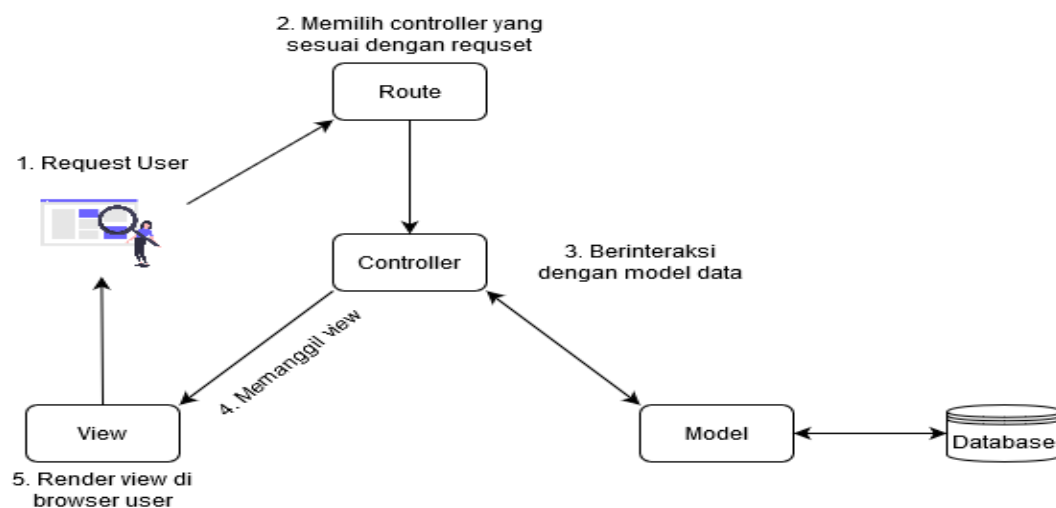 2. Memilih controller yang
sesuai dengan requset
Route
1. Request User
Controller
3. Berinteraksi
dengan model data
4. Memanggil view
View
Model
Database
5. Render view di
browser user